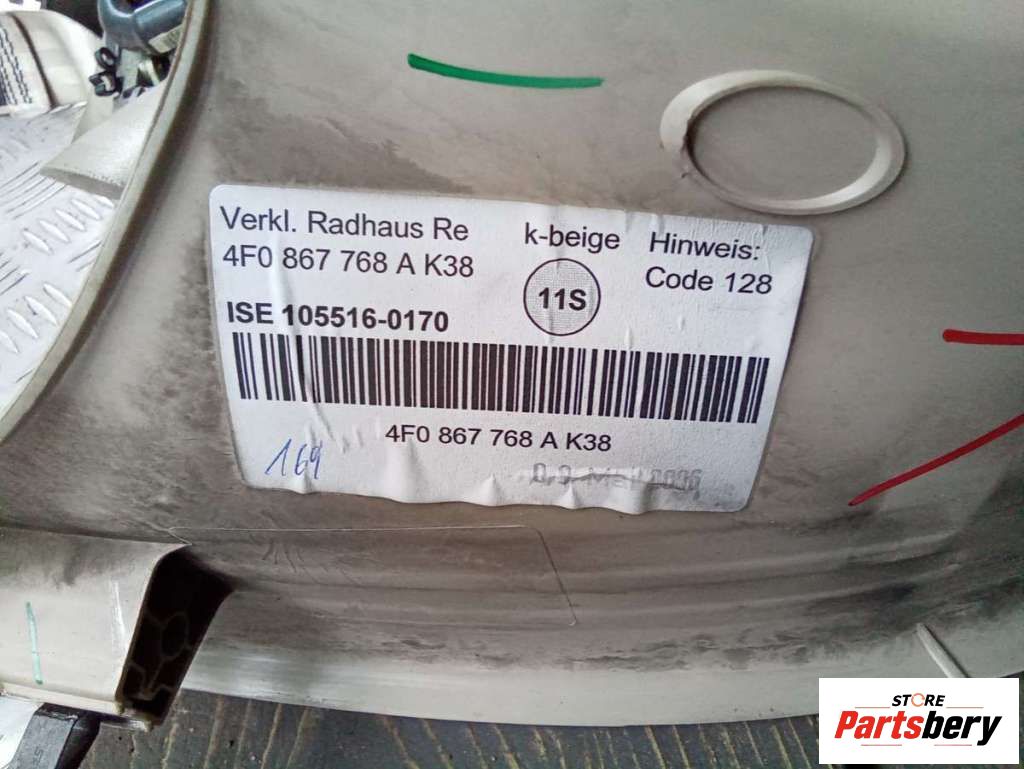 Verkl. Radhaus Re
4F0 867 768 A K38
k-beige
11S
Hinweis:
Code 128
ISE 105516-0170
4F0 867 768 A K38
169
STORE
Partsbery